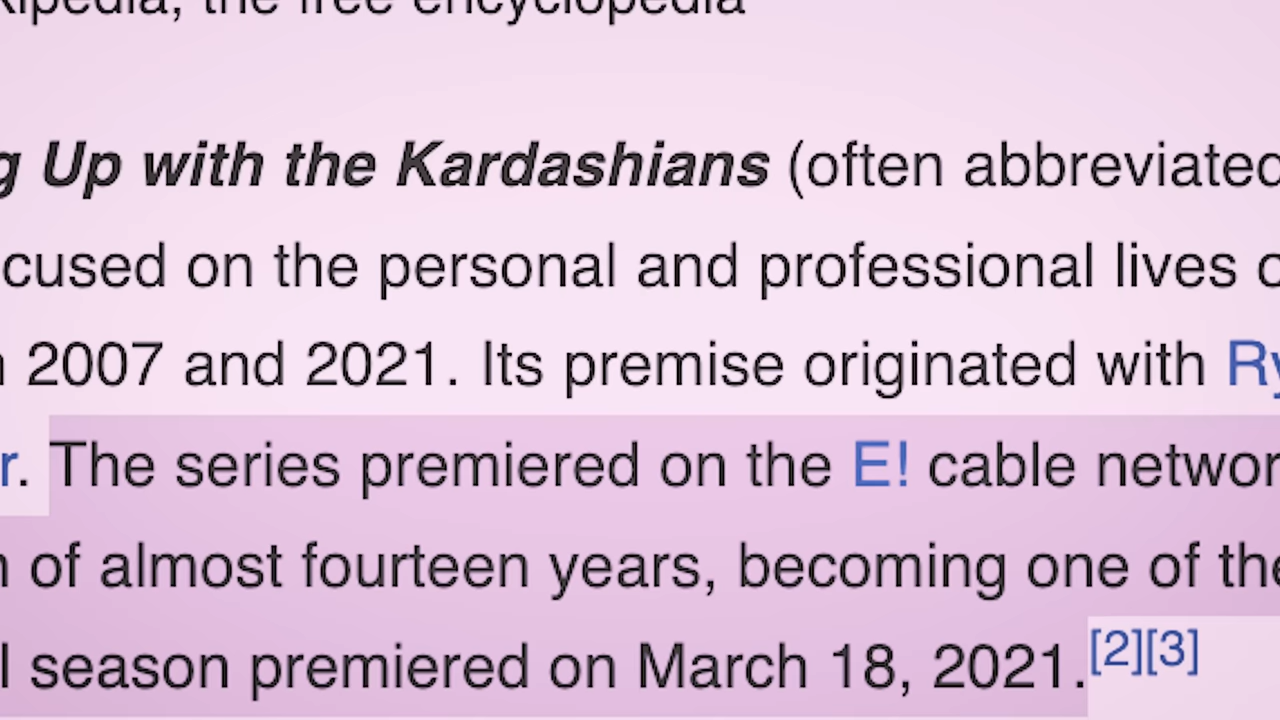 kipedia, the free encyclopedia
g Up with the Kardashians (often abbreviated
cused on the personal and professional lives o
n 2007 and 2021. Its premise originated with Ry
r. The series premiered on the E! cable networ
n of almost fourteen years, becoming one of the
l season premiered on March 18, 2021.[2][3]